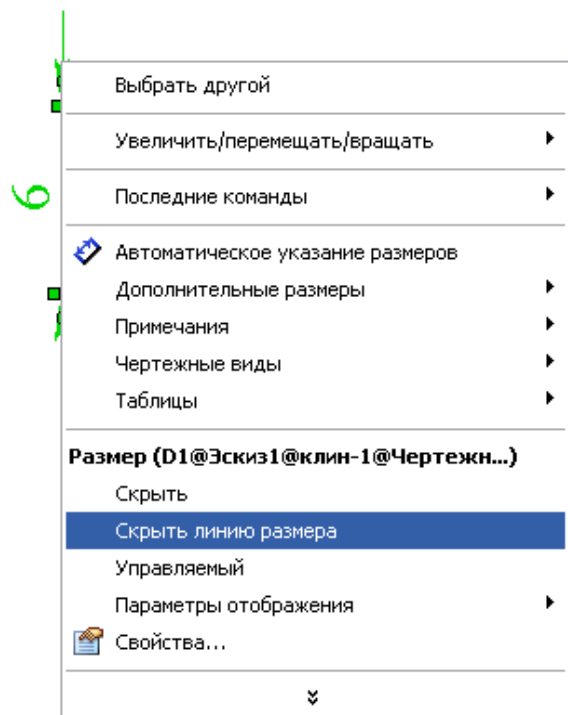 Выбрать другой
Увеличить/перемещать/вращать
6
Последние команды
Автоматическое указание размеров
Дополнительные размеры
Примечания
Чертежные виды
Таблицы
Размер (D1@Эскиз1@клин-1@Чертежн...)
Скрыть
Скрыть линию размера
Управляемый
Параметры отображения
Свойства...